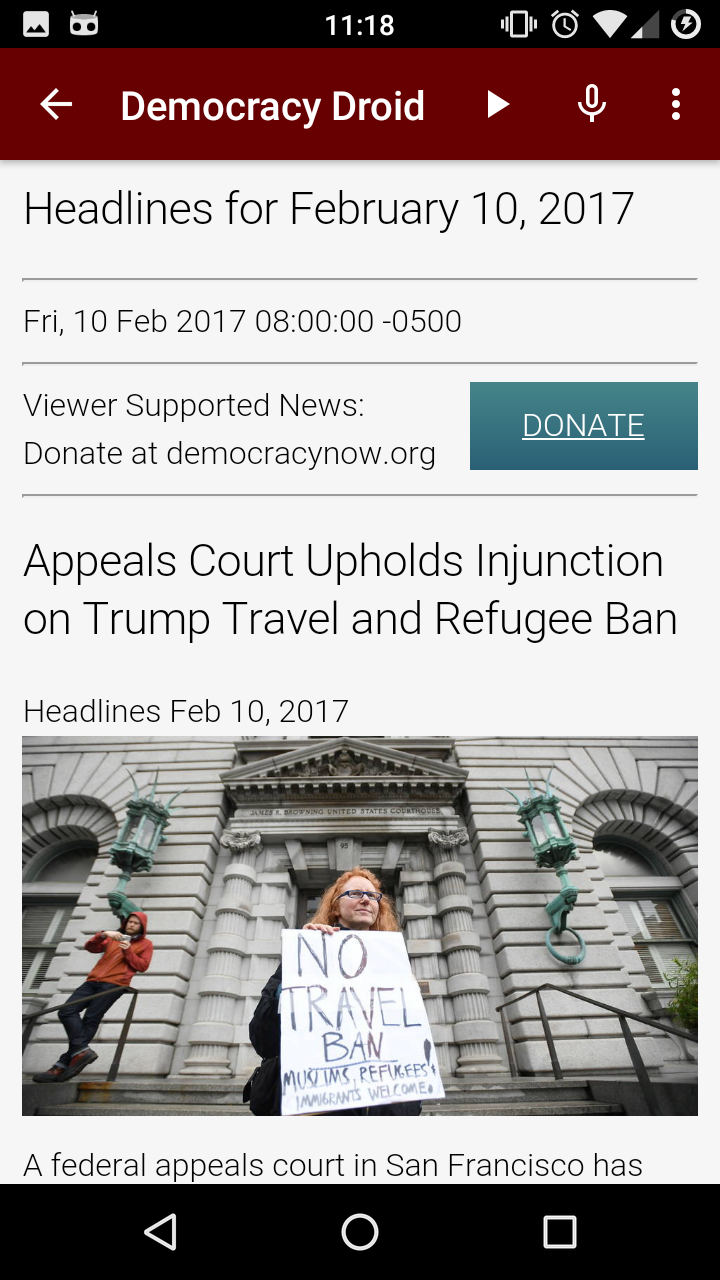 11:18
Democracy Droid
Headlines for February 10, 2017
Fri, 10 Feb 2017 08:00:00 -0500
Viewer Supported News:
Donate at democracynow.org
DONATE
Appeals Court Upholds Injunction
on Trump Travel and Refugee Ban
Headlines Feb 10, 2017
JAMES R. BROWNING UNITED STATES COURTHOUSE
95
NO
TRAVEL
BAN!
MUSLIMS, REFUGEES +
IMMIGRANTS WELCOME.
A federal appeals court in San Francisco has